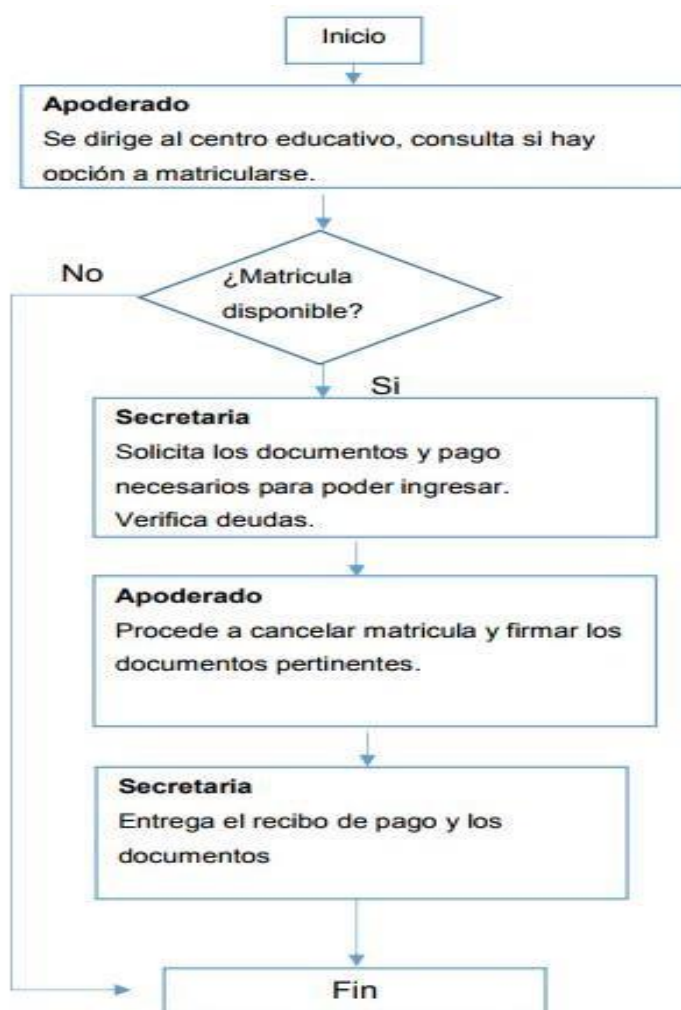 Inicio
Apoderado
Se dirige al centro educativo, consulta si hay
opción a matricularse.
No
¿Matricula
disponible?
Si
Secretaria
Solicita los documentos y pago
necesarios para poder ingresar.
Verifica deudas.
Apoderado
Procede a cancelar matricula y firmar los
documentos pertinentes.
Secretaria
Entrega el recibo de pago y los
documentos
Fin